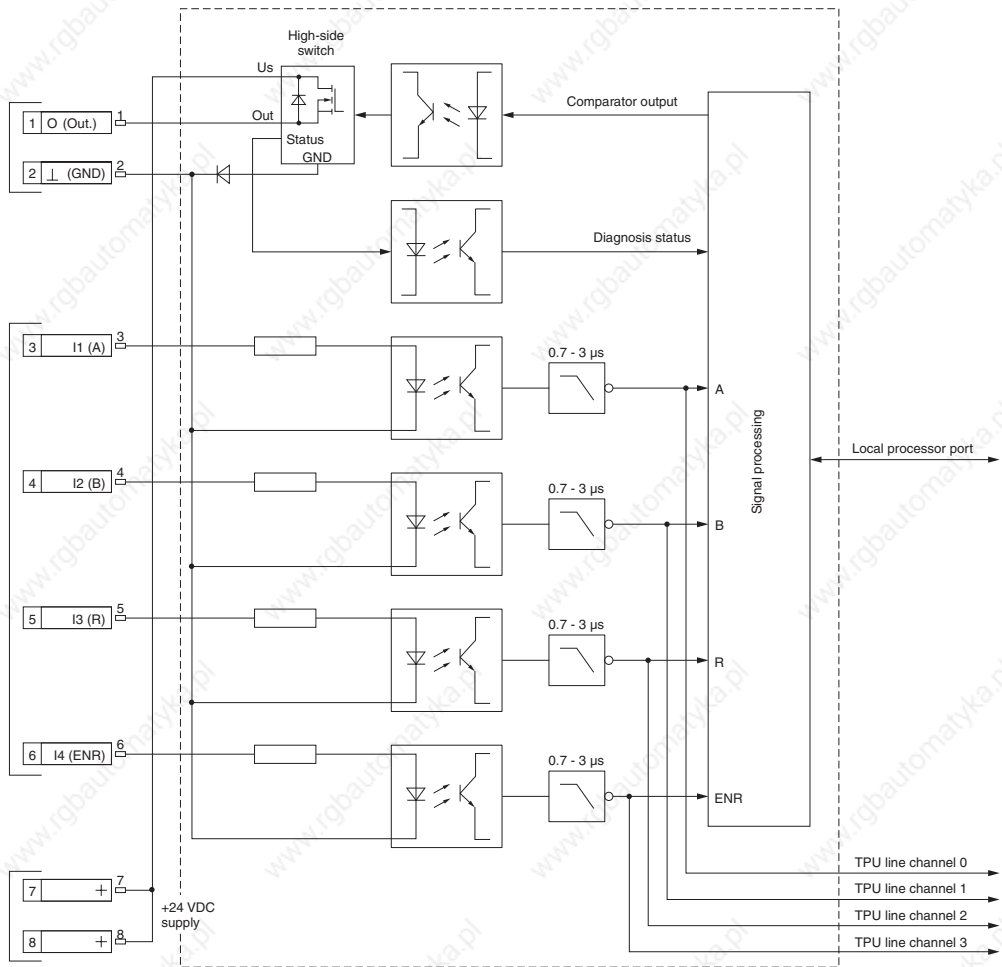 High-side
switch
Us
Out
Status
GND
Comparator output
1 O (Out.) 1
2 ⊥ (GND) 2
Diagnosis status
3 I1 (A) 3
0.7 - 3 µs
A
4 I2 (B) 4
0.7 - 3 µs
B
Signal processing
Local processor port
5 I3 (R) 5
0.7 - 3 µs
R
6 I4 (ENR) 6
0.7 - 3 µs
ENR
7 + 7
8 + 8
+24 VDC
supply
TPU line channel 0
TPU line channel 1
TPU line channel 2
TPU line channel 3
www.rgbautomatyka.pl